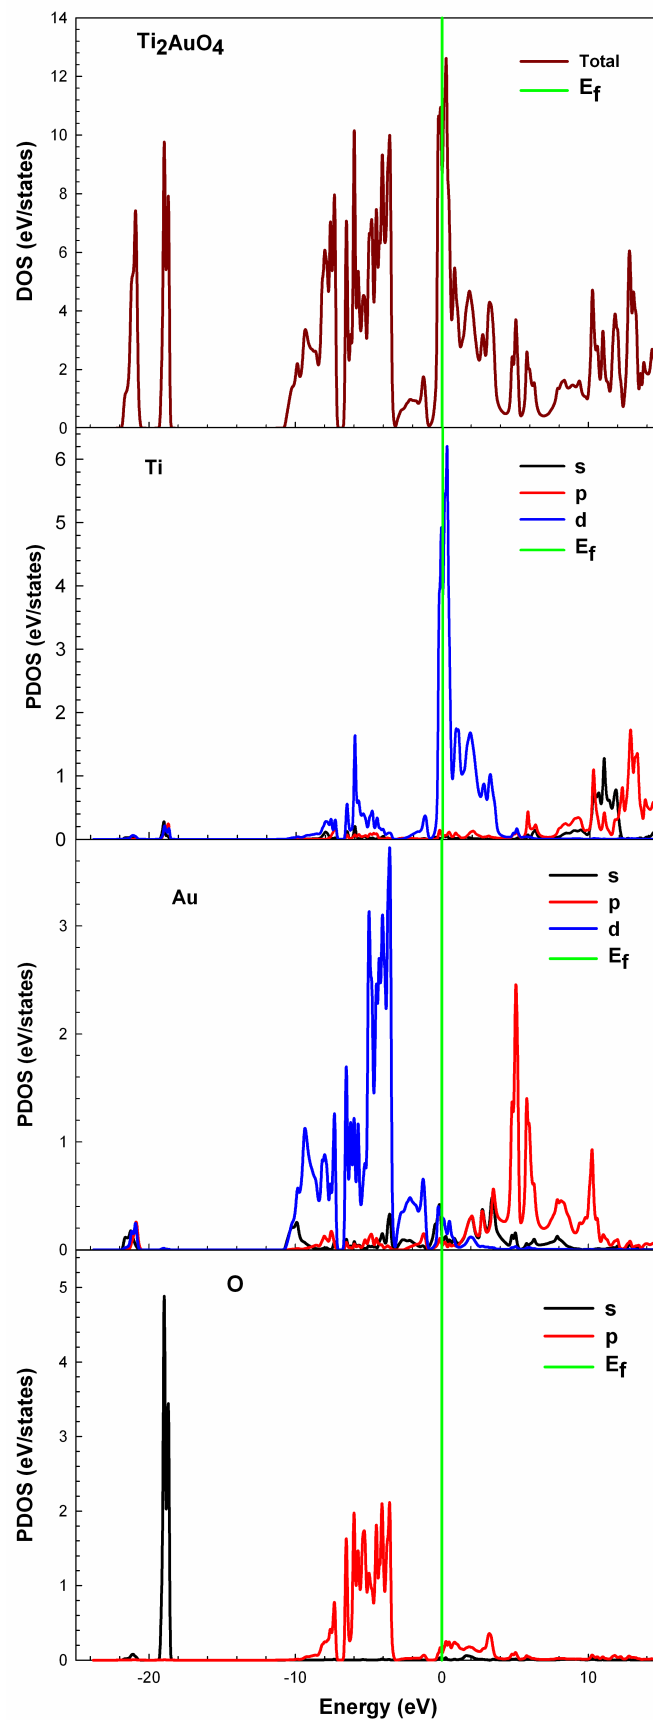 Ti2AuO4
Total
Ef
DOS (eV/states)
14
12
10
8
6
4
2
0
Ti
s
p
d
Ef
PDOS (eV/states)
6
5
4
3
2
1
0
Au
s
p
d
Ef
PDOS (eV/states)
3
2
1
0
O
s
p
Ef
PDOS (eV/states)
5
4
3
2
1
0
-20 -10 0 10
Energy (eV)